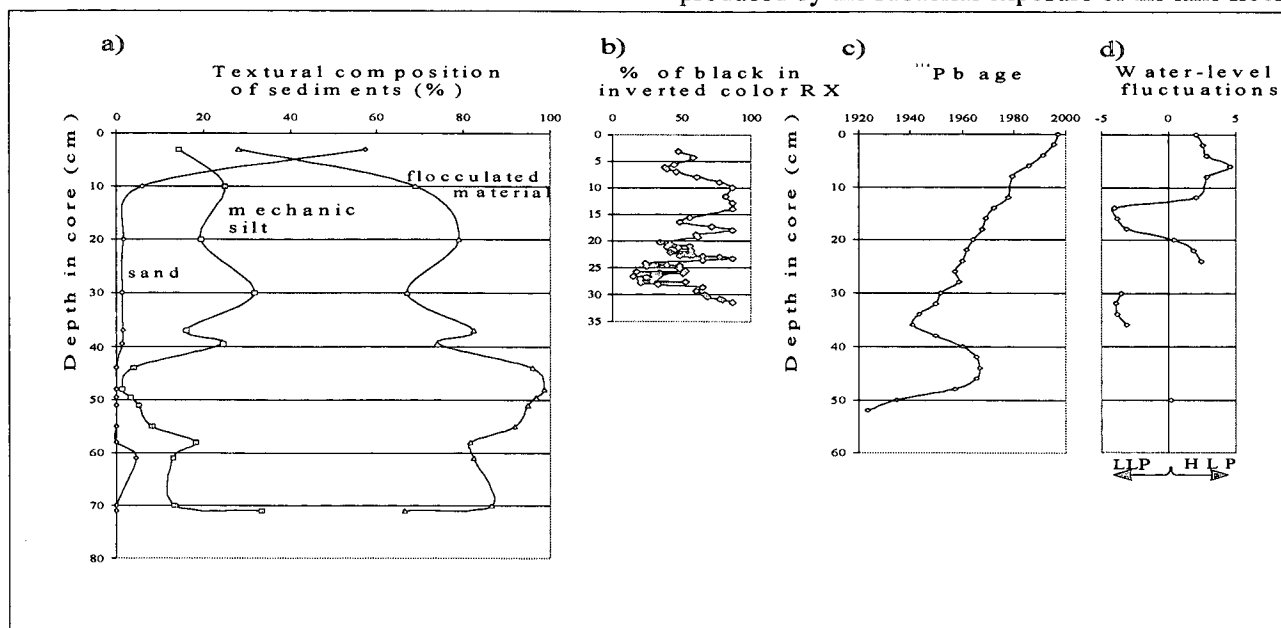 a)
Textural composition
of sediments (%)
0 20 40 60 80 100
0
10
20
30
40
50
60
70
80
Depth in core (cm)
flocculated
material
mechanic
silt
sand
b)
% of black in
inverted color RX
0 50 100
0
5
10
15
20
25
30
35
c)
Pb age
1920 1940 1960 1980 2000
0
10
20
30
40
50
60
Depth in core (cm)
d)
Water-level
fluctuations
-5 0 5
LLP HLP